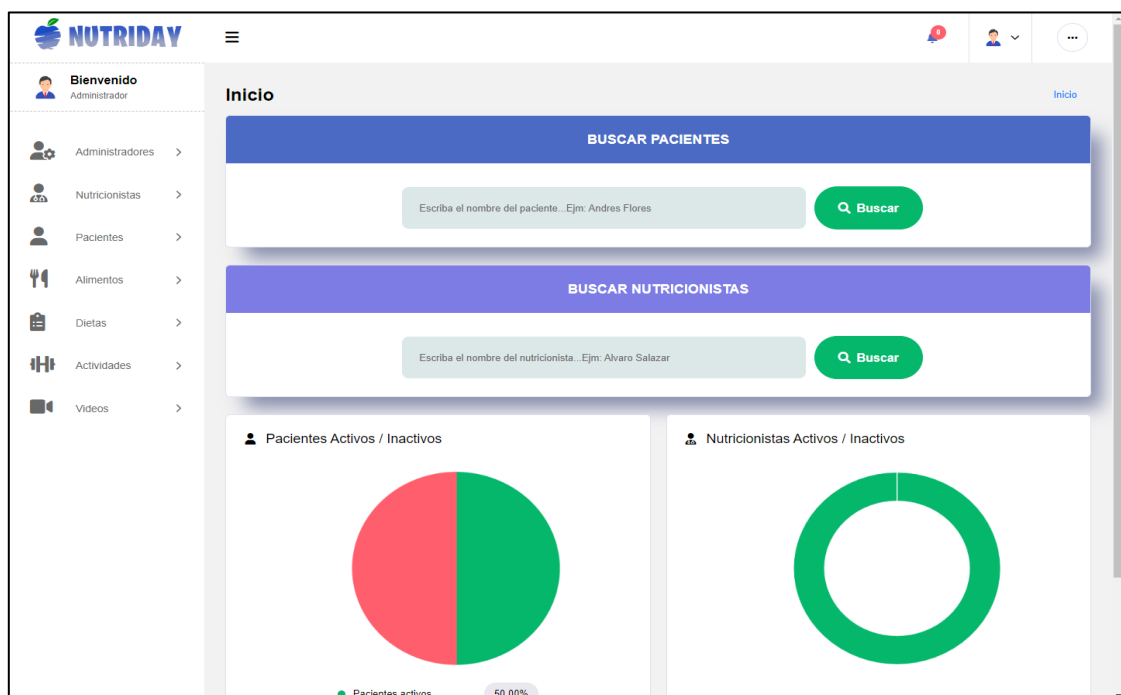 NUTRIDAY
0
Bienvenido
Administrador
Inicio
Inicio
Administradores
Nutricionistas
Pacientes
Alimentos
Dietas
Actividades
Videos
BUSCAR PACIENTES
Escriba el nombre del paciente...Ejm: Andres Flores
Buscar
BUSCAR NUTRICIONISTAS
Escriba el nombre del nutricionista...Ejm: Alvaro Salazar
Buscar
Pacientes Activos / Inactivos
Nutricionistas Activos / Inactivos
Pacientes activos 50.00%